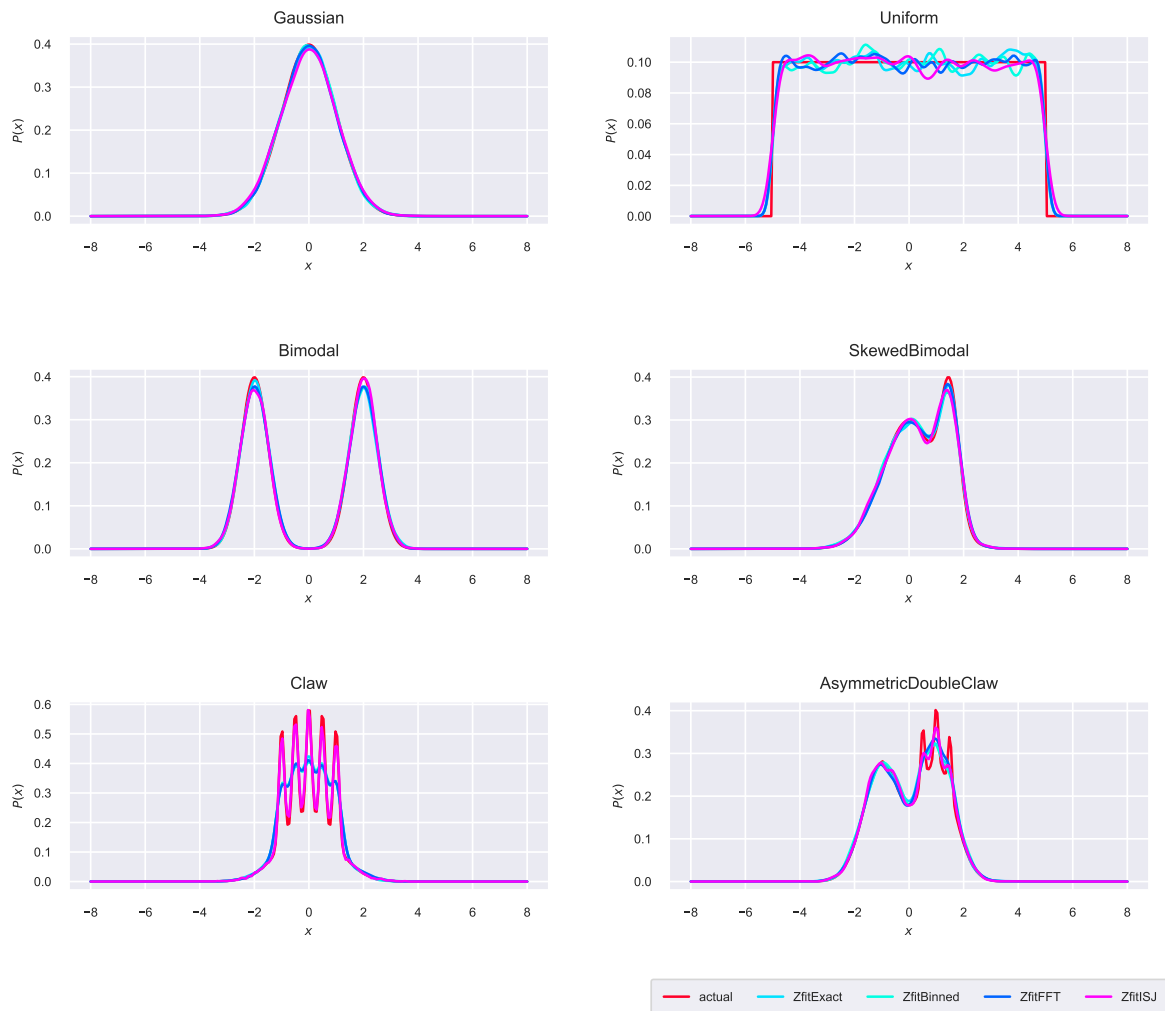 Gaussian
0.4
0.3
0.2
0.1
0.0
P(x)
−8 −6 −4 −2 0 2 4 6 8
x
Uniform
0.10
0.08
0.06
0.04
0.02
0.00
P(x)
−8 −6 −4 −2 0 2 4 6 8
x
Bimodal
0.4
0.3
0.2
0.1
0.0
P(x)
−8 −6 −4 −2 0 2 4 6 8
x
SkewedBimodal
0.4
0.3
0.2
0.1
0.0
P(x)
−8 −6 −4 −2 0 2 4 6 8
x
Claw
0.6
0.5
0.4
0.3
0.2
0.1
0.0
P(x)
−8 −6 −4 −2 0 2 4 6 8
x
AsymmetricDoubleClaw
0.4
0.3
0.2
0.1
0.0
P(x)
−8 −6 −4 −2 0 2 4 6 8
x
actual ZfitExact ZfitBinned ZfitFFT ZfitISJ